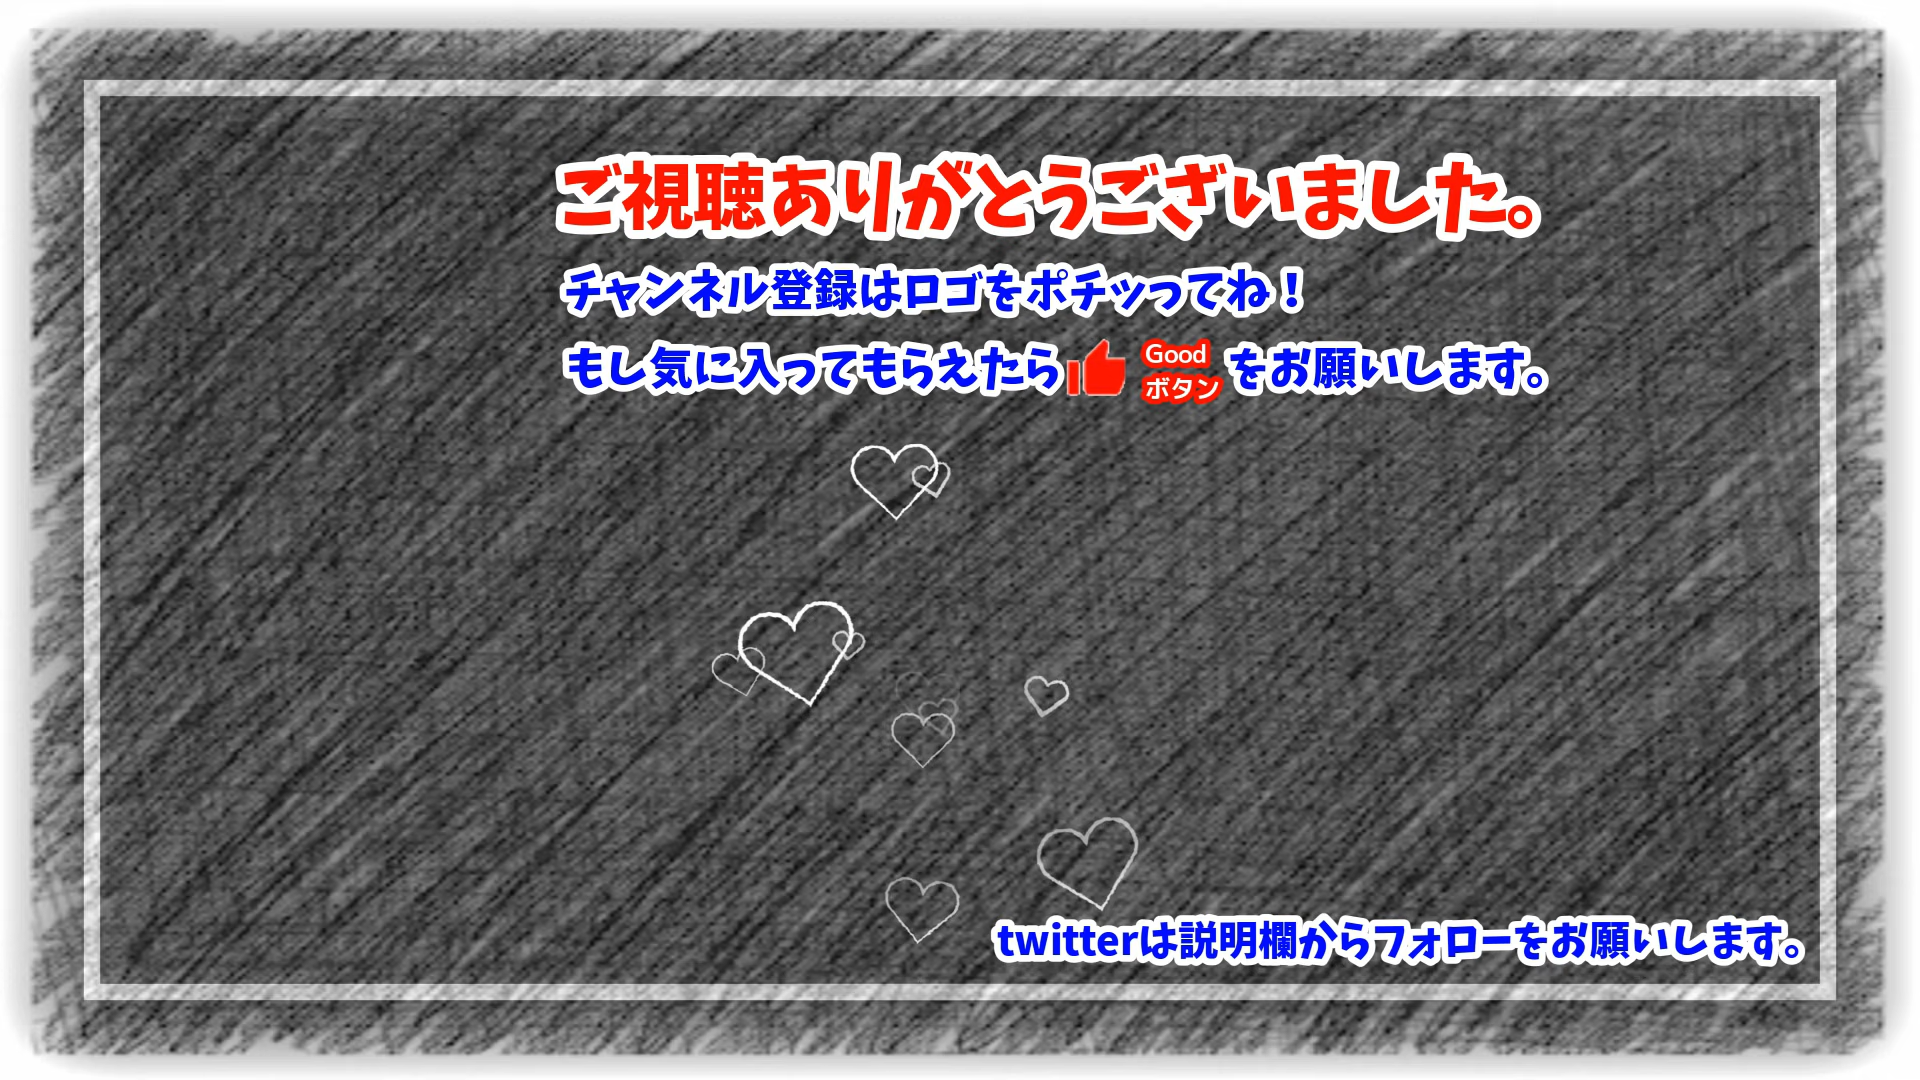 ご視聴ありがとうございました。
チャンネル登録はロゴをポチッってね！
もし気に入ってもらえたら Good ボタン をお願いします。
twitterは説明欄からフォローをお願いします。